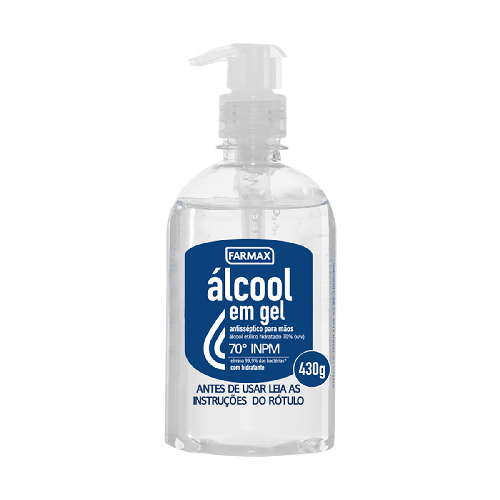 FARMAX
álcool
em gel
antisséptico para mãos
álcool etílico hidratado 70% (v/v)
70° INPM
elimina 99,9% das bactérias*
com hidratante
430g
ANTES DE USAR LEIA AS
INSTRUÇÕES DO RÓTULO